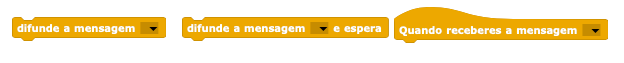 difunde a mensagem
difunde a mensagem e espera
Quando receberes a mensagem